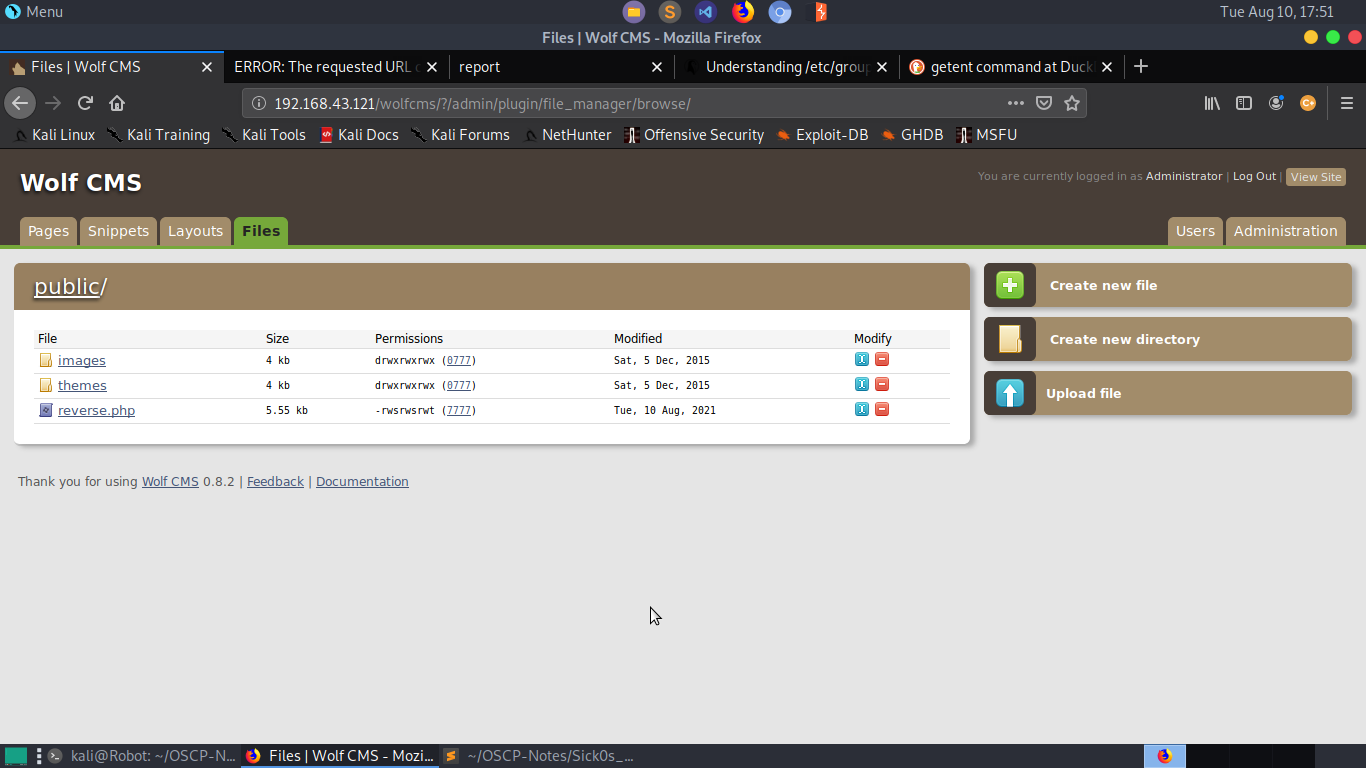 Menu
Tue Aug 10, 17:51
Files | Wolf CMS - Mozilla Firefox
Files | Wolf CMS
ERROR: The requested URL c
report
Understanding /etc/group
getent command at Duck
192.168.43.121/wolfcms/?/admin/plugin/file_manager/browse/
Kali Linux
Kali Training
Kali Tools
Kali Docs
Kali Forums
NetHunter
Offensive Security
Exploit-DB
GHDB
MSFU
Wolf CMS
You are currently logged in as Administrator | Log Out | View Site
Pages
Snippets
Layouts
Files
Users
Administration
public/
File Size Permissions Modified Modify
images 4 kb drwxrwxrwx (0777) Sat, 5 Dec, 2015
themes 4 kb drwxrwxrwx (0777) Sat, 5 Dec, 2015
reverse.php 5.55 kb -rwsrwsrwt (7777) Tue, 10 Aug, 2021
Create new file
Create new directory
Upload file
Thank you for using Wolf CMS 0.8.2 | Feedback | Documentation
kali@Robot: ~/OSCP-N...
Files | Wolf CMS - Mozi...
~/OSCP-Notes/Sick0s_...